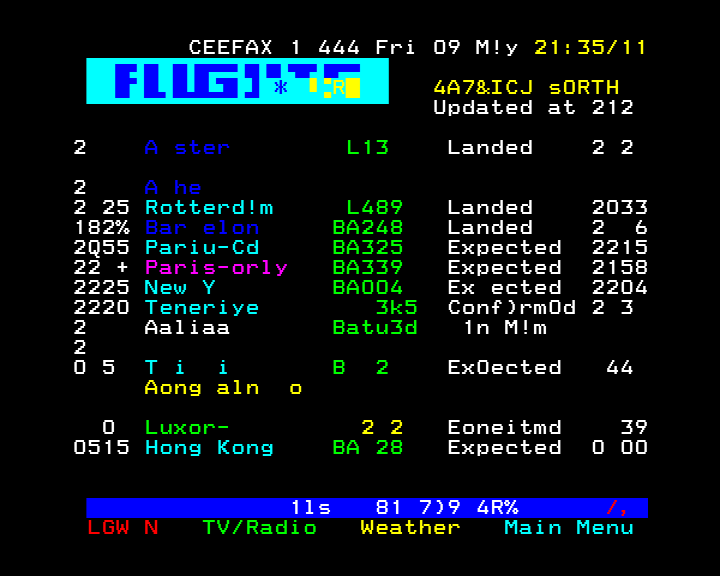 CEEFAX 1 444 Fri 09 M!y 21:35/11
4A7&ICJ sORTH
Updated at 212
2 A ster L13 Landed 2 2
2 A he
2 25 Rotterd!m L489 Landed 2033
182% Bar elon BA248 Landed 2 6
2Q55 Pariu-Cd BA325 Expected 2215
22 + Paris-orly BA339 Expected 2158
2225 New Y BA004 Ex ected 2204
2220 Teneriye 3k5 Conf)rm0d 2 3
2 Aaliaa Batu3d 1n M!m
2
0 5 T i i B 2 Ex0ected 44
Aong aln o
0 Luxor- 2 2 Eoneitmd 39
0515 Hong Kong BA 28 Expected 0 00
1ls 81 7)9 4R% /,
LGW N TV/Radio Weather Main Menu